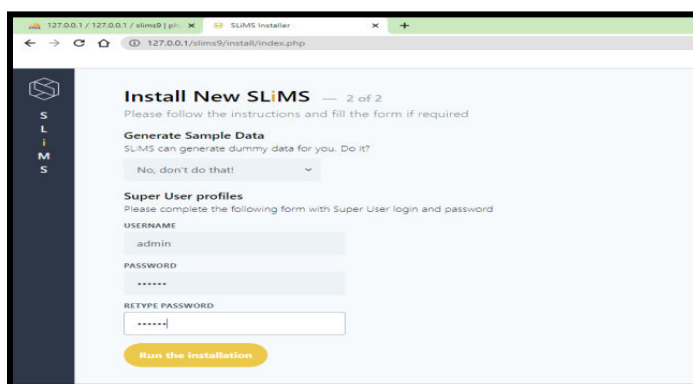 127.0.0.1 / 127.0.0.1 / slims9 | ph
SLiMS Installer
127.0.0.1/slims9/install/index.php
S
L
i
M
S
Install New SLiMS — 2 of 2
Please follow the instructions and fill the form if required
Generate Sample Data
SLiMS can generate dummy data for you. Do it?
No, don't do that!
Super User profiles
Please complete the following form with Super User login and password
USERNAME
admin
PASSWORD
••••••
RETYPE PASSWORD
••••••
Run the installation